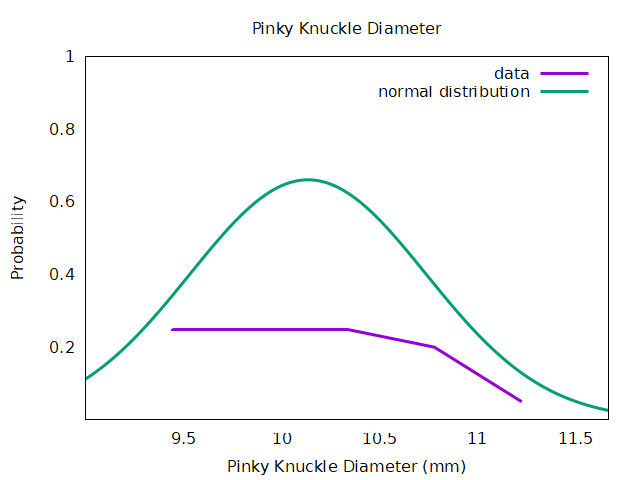 Pinky Knuckle Diameter
1
data
normal distribution
0.8
0.6
Probability
0.4
0.2
9.5 10 10.5 11 11.5
Pinky Knuckle Diameter (mm)